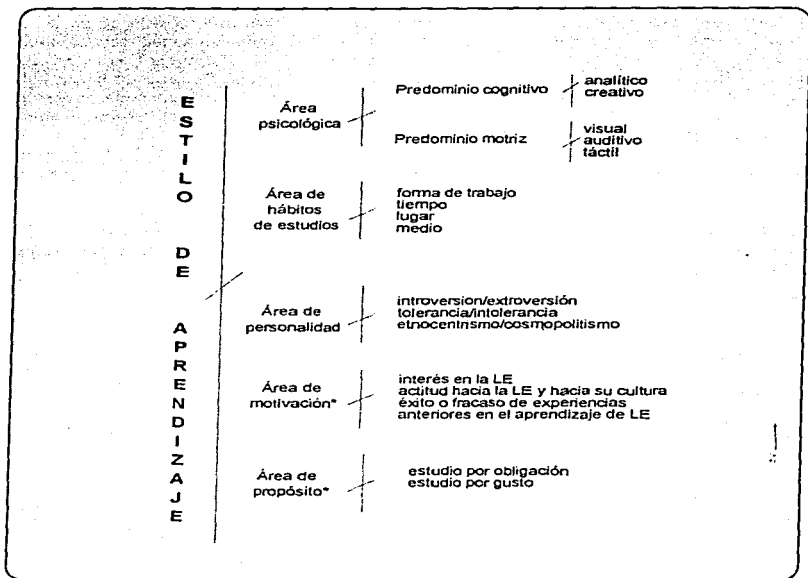 ESTILO DE APRENDIZAJE
Área
psicológica
Predominio cognitivo
analítico
creativo
Predominio motriz
visual
auditivo
táctil
Área de
hábitos
de estudios
forma de trabajo
tiempo
lugar
medio
Área de
personalidad
introversion/extroversión
tolerancia/intolerancia
etnocentrismo/cosmopolitismo
Área de
motivación*
interés en la LE
actitud hacia la LE y hacia su cultura
éxito o fracaso de experiencias
anteriores en el aprendizaje de LE
Área de
propósito*
estudio por obligación
estudio por gusto